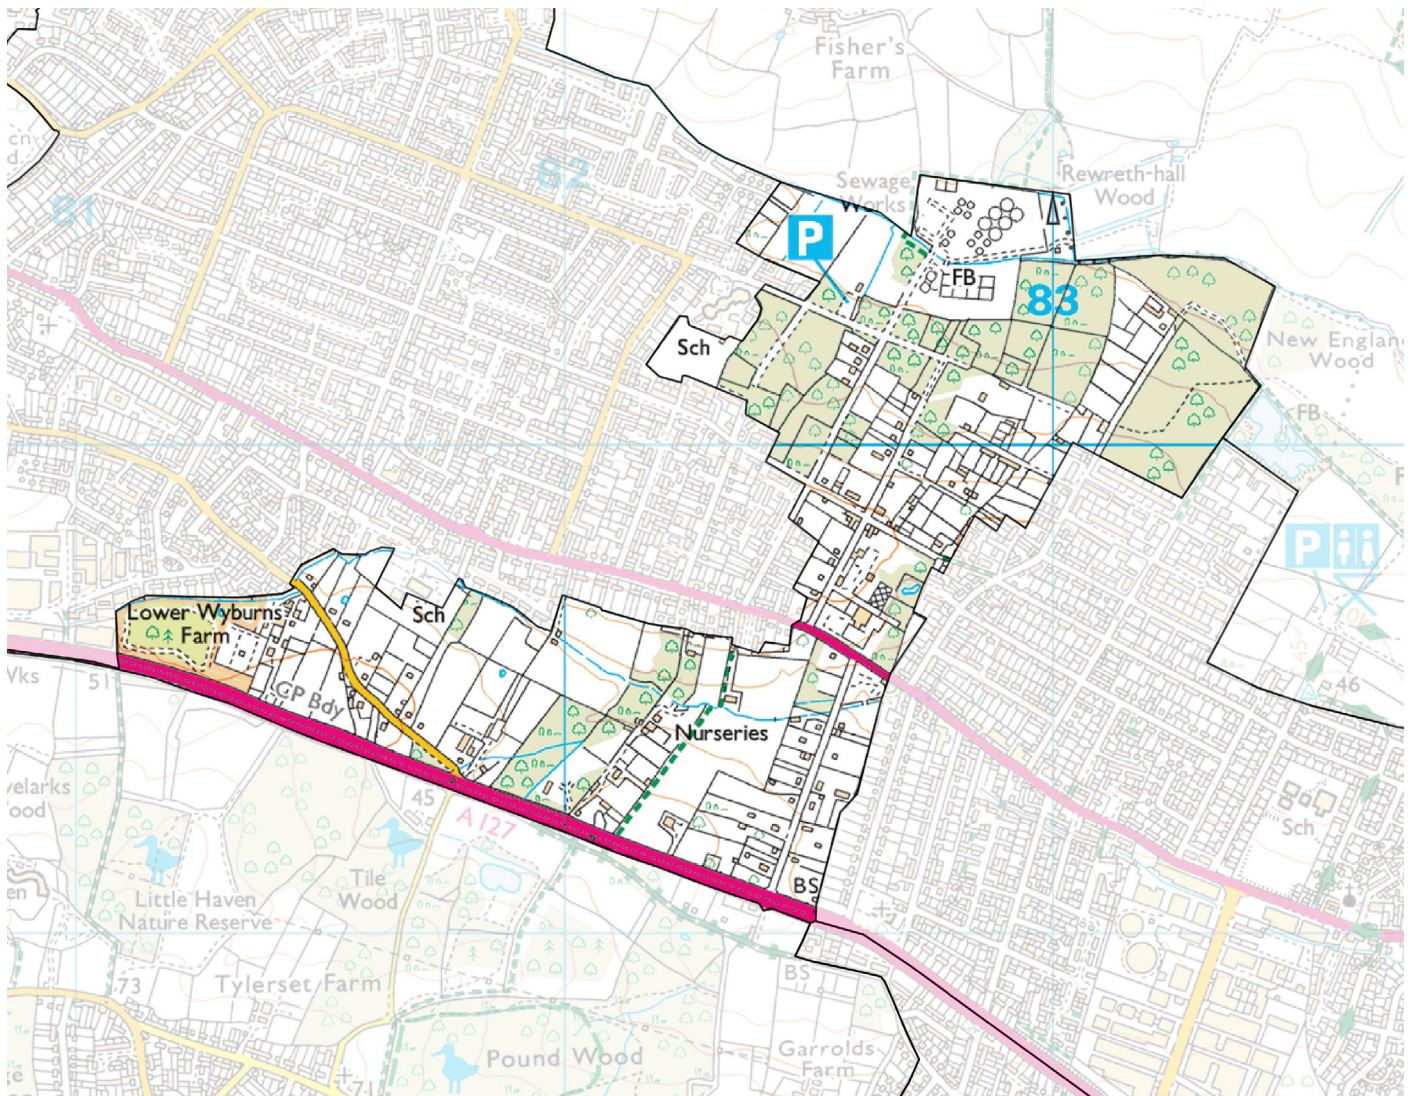 Fisher's
Farm
82
81
Sewage
Works
Rewreth-hall
Wood
P
FB
83
Sch
New England
Wood
FB
P
Lower Wyburns
Farm
Sch
51
GP Bdy
46
Nurseries
45
A 127
Sch
Tile
Wood
BS
Little Haven
Nature Reserve
BS
73
Tylerset Farm
Pound Wood
Garrolds
Farm
71